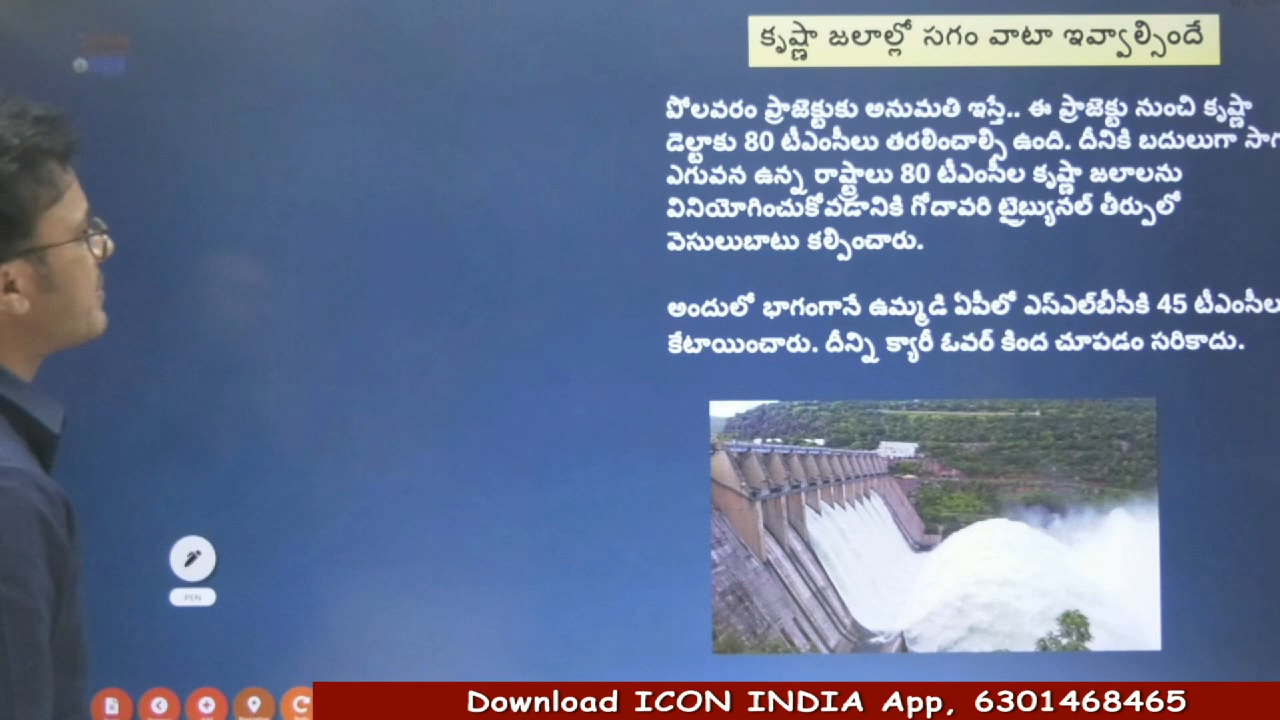 కృష్ణా జలాల్లో సగం వాటా ఇవ్వాల్సిందే
పోలవరం ప్రాజెక్టుకు అనుమతి ఇస్తే.. ఈ ప్రాజెక్టు నుంచి కృష్ణా
డెల్టాకు 80 టీఎంసీలు తరలించాల్సి ఉంది. దీనికి బదులుగా
ఎగువన ఉన్న రాష్ట్రాలు 80 టీఎంసీల కృష్ణా జలాలను
వినియోగించుకోవడానికి గోదావరి ట్రైబ్యునల్ తీర్పులో
వెసులుబాటు కల్పించారు.
అందులో భాగంగానే ఉమ్మడి ఏపీలో ఎస్ఎల్‌బీసీకి 45 టీఎంసీలు
కేటాయించారు. దీన్ని క్యారీ ఓవర్ కింద చూపడం సరికాదు.
PEN
Download ICON INDIA App, 6301468465